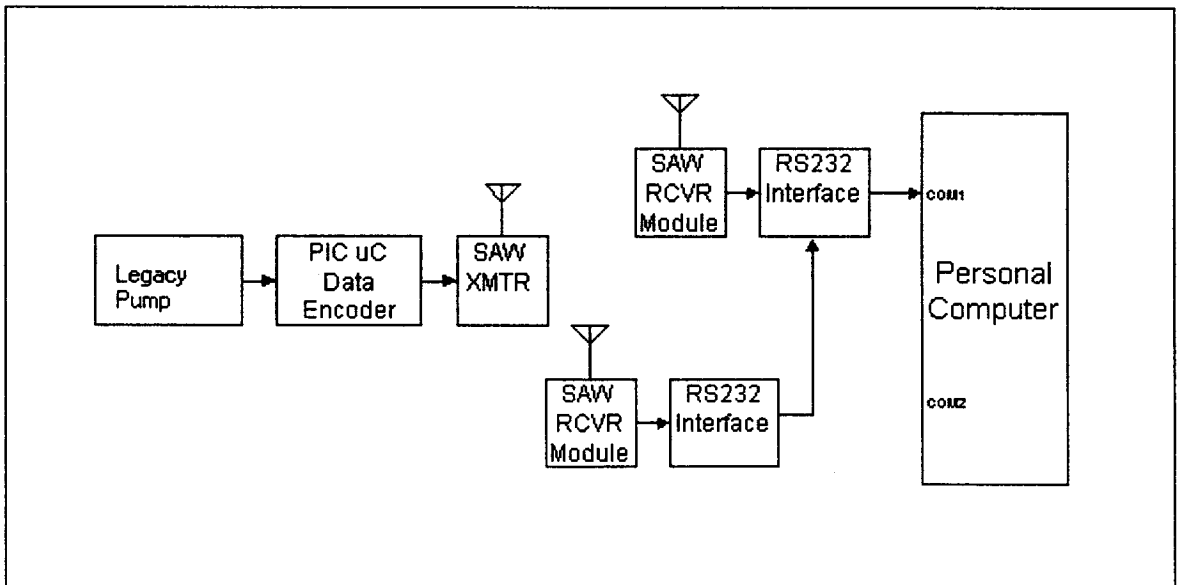 Legacy
Pump
PIC uC
Data
Encoder
SAW
XMTR
SAW
RCVR
Module
RS232
Interface
SAW
RCVR
Module
RS232
Interface
COM1
Personal
Computer
COM2